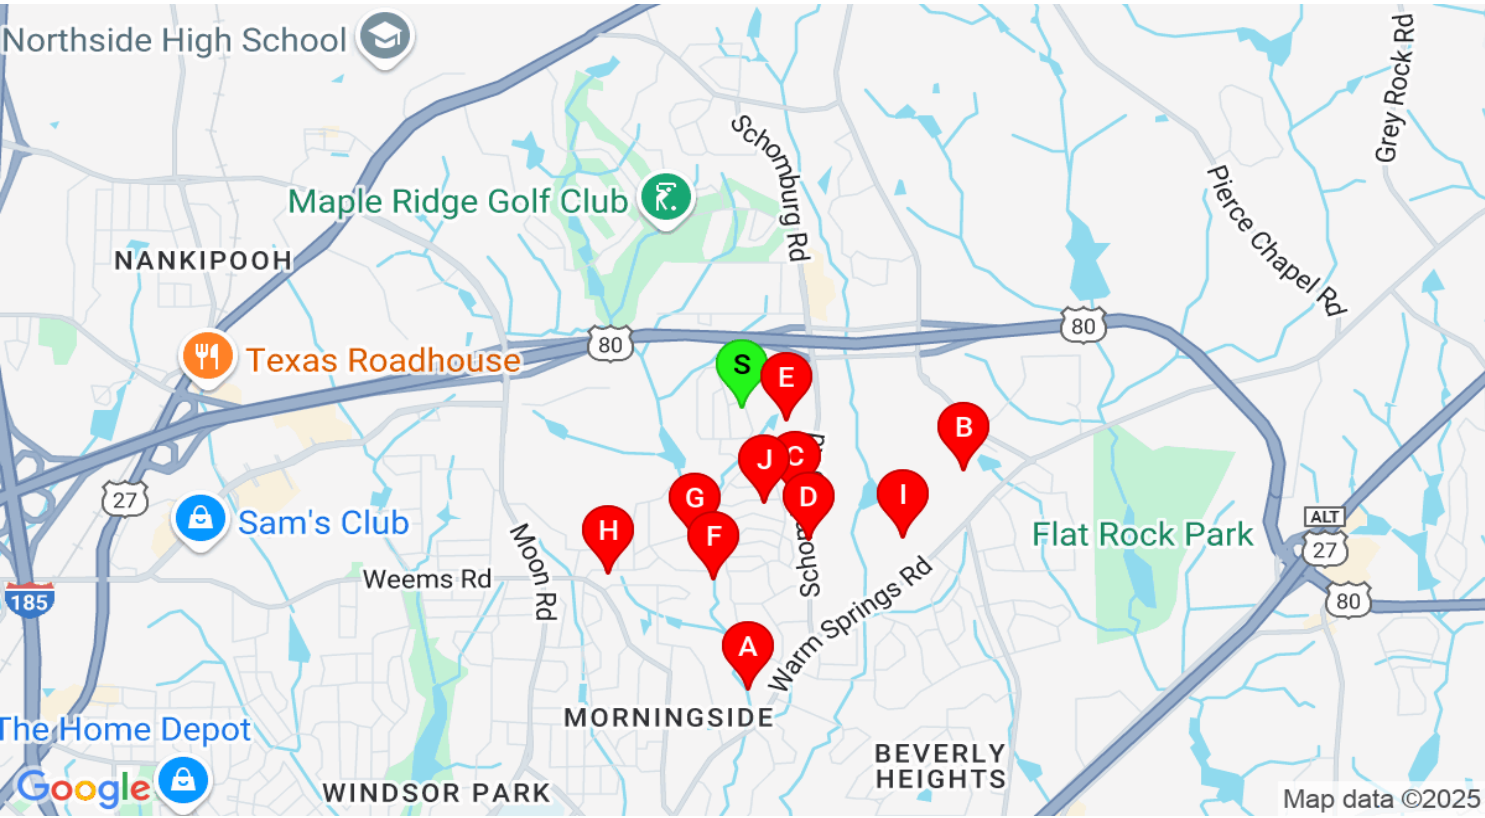 Northside High School
Grey Rock Rd
Schomburg Rd
Pierce Chapel Rd
Maple Ridge Golf Club
NANKIPOOH
80
80
Texas Roadhouse
S
E
B
J
C
D
G
I
H
F
27
Sam's Club
Flat Rock Park
ALT
27
Moon Rd
Weems Rd
Warm Springs Rd
185
80
A
MORNINGSIDE
The Home Depot
BEVERLY
HEIGHTS
WINDSOR PARK
Google
Map data ©2025